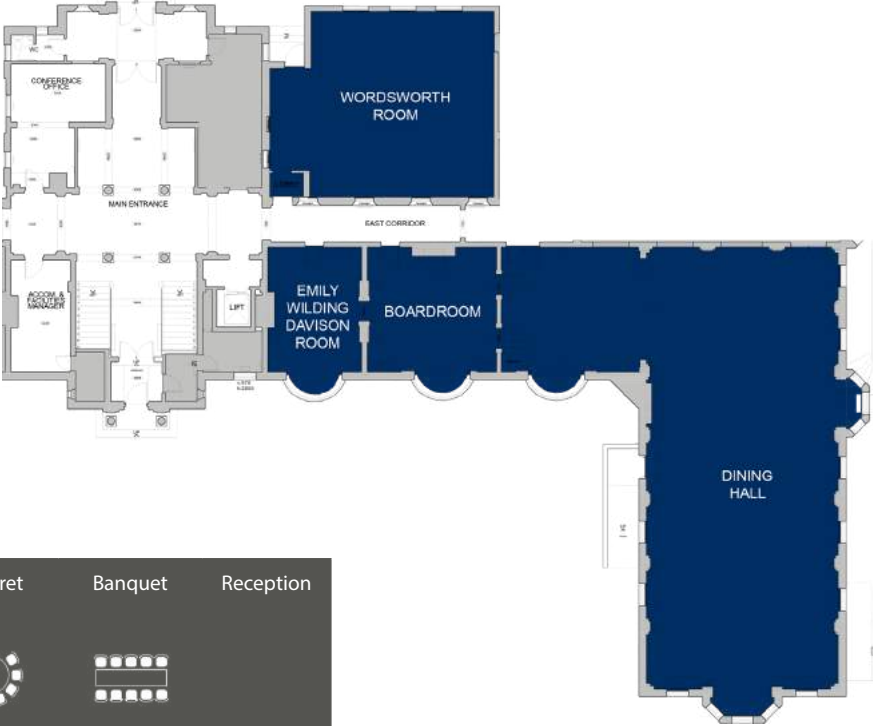 WC
CONFERENCE
OFFICE
WORDSWORTH
ROOM
MAIN ENTRANCE
EAST CORRIDOR
ACCOM. &
FACILITIES
MANAGER
LIFT
EMILY
WILDING
DAVISON
ROOM
BOARDROOM
DINING
HALL
ret
Banquet
Reception